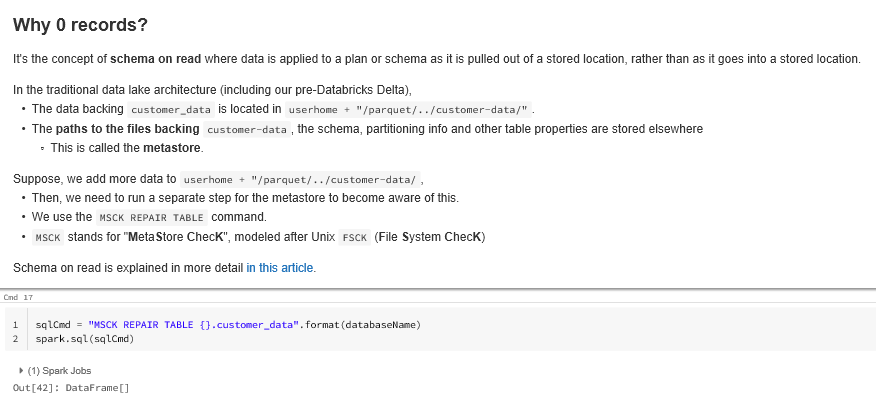 Why 0 records?
It's the concept of schema on read where data is applied to a plan or schema as it is pulled out of a stored location, rather than as it goes into a stored location.
In the traditional data lake architecture (including our pre-Databricks Delta),
• The data backing customer_data is located in userhome + "/parquet/../customer-data/" .
• The paths to the files backing customer-data , the schema, partitioning info and other table properties are stored elsewhere
◦ This is called the metastore.
Suppose, we add more data to userhome + "/parquet/../customer-data/ ,
• Then, we need to run a separate step for the metastore to become aware of this.
• We use the MSCK REPAIR TABLE command.
• MSCK stands for "MetaStore ChecK", modeled after Unix FSCK (File System ChecK)
Schema on read is explained in more detail in this article.
Cmd 17
1 sqlCmd = "MSCK REPAIR TABLE {}.customer_data".format(databaseName)
2 spark.sql(sqlCmd)
(1) Spark Jobs
Out[42]: DataFrame[]